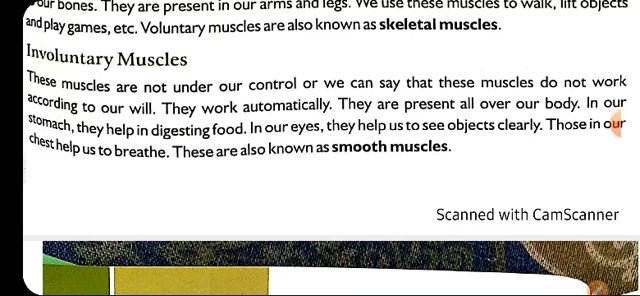 our bones. They are present in our arms and legs. We use these muscles to walk, lift objects
and play games, etc. Voluntary muscles are also known as skeletal muscles.
Involuntary Muscles
These muscles are not under our control or we can say that these muscles do not work
according to our will. They work automatically. They are present all over our body. In our
stomach, they help in digesting food. In our eyes, they help us to see objects clearly. Those in our
chest help us to breathe. These are also known as smooth muscles.
Scanned with CamScanner